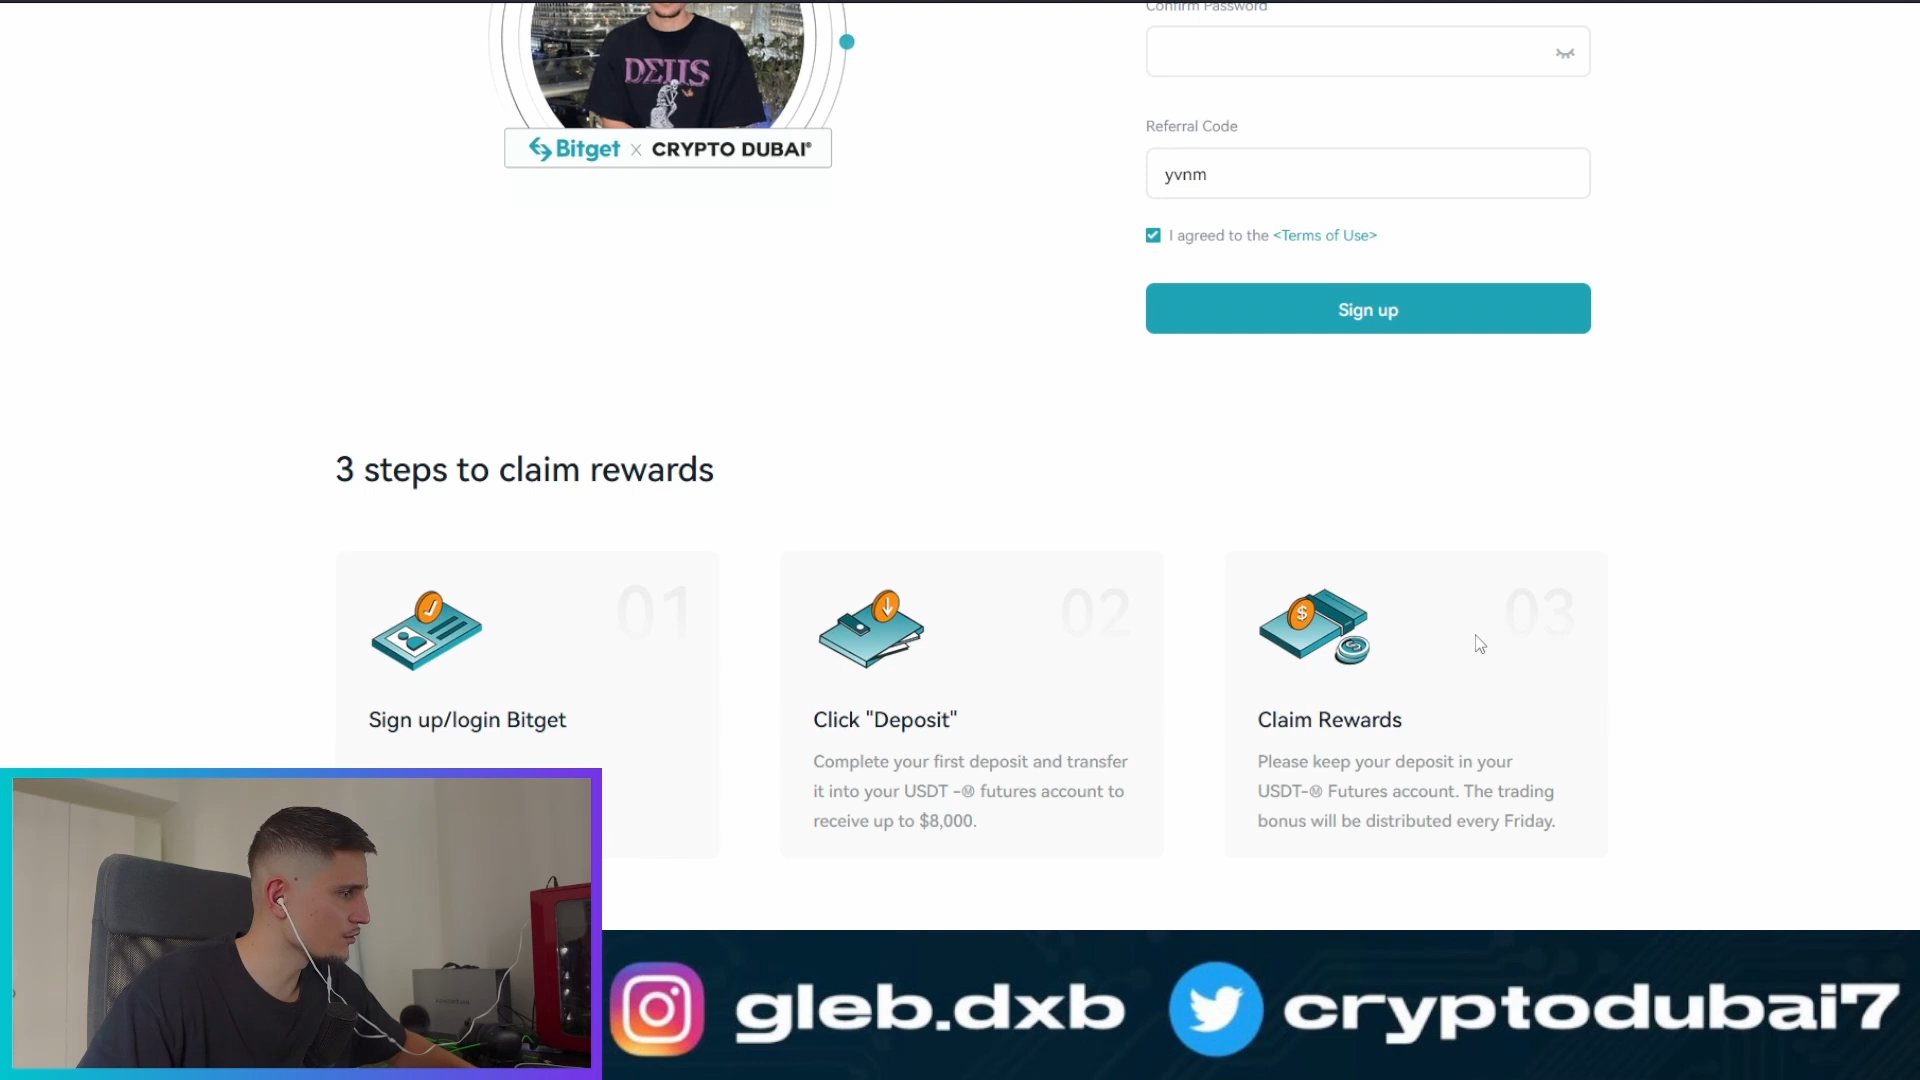 Confirm Password
DEUS
Bitget X CRYPTO DUBAI®
Referral Code
yvnm
I agreed to the <Terms of Use>
Sign up
3 steps to claim rewards
01
Sign up/login Bitget
02
Click "Deposit"
Complete your first deposit and transfer
it into your USDT -Ⓜ futures account to
receive up to $8,000.
03
Claim Rewards
Please keep your deposit in your
USDT-Ⓜ Futures account. The trading
bonus will be distributed every Friday.
gleb.dxb
cryptodubai7